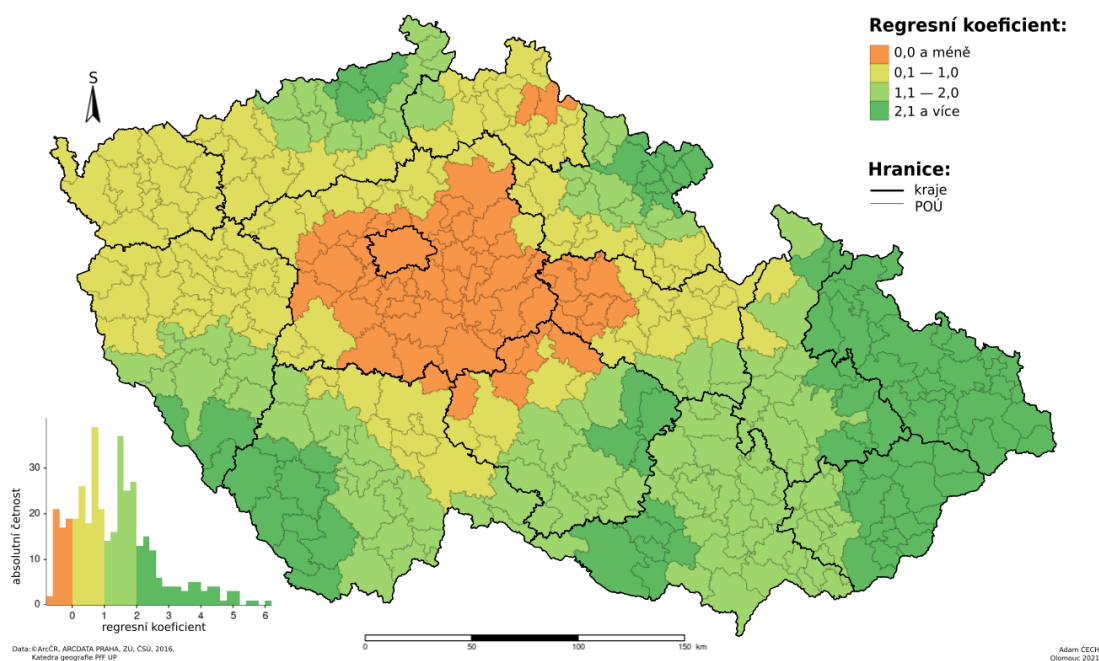 Regresní koeficient:
0,0 a méně
0,1 — 1,0
1,1 — 2,0
2,1 a více
S
Hranice:
kraje
POÚ
absolutní četnost
30
20
10
0
0 1 2 3 4 5 6
regresní koeficient
0 50 100 150 km
Data:©ArcČR, ARCDATA PRAHA, ZÚ, ČSÚ, 2016,
Katedra geografie PřF UP
Adam ČECH
Olomouc 2021